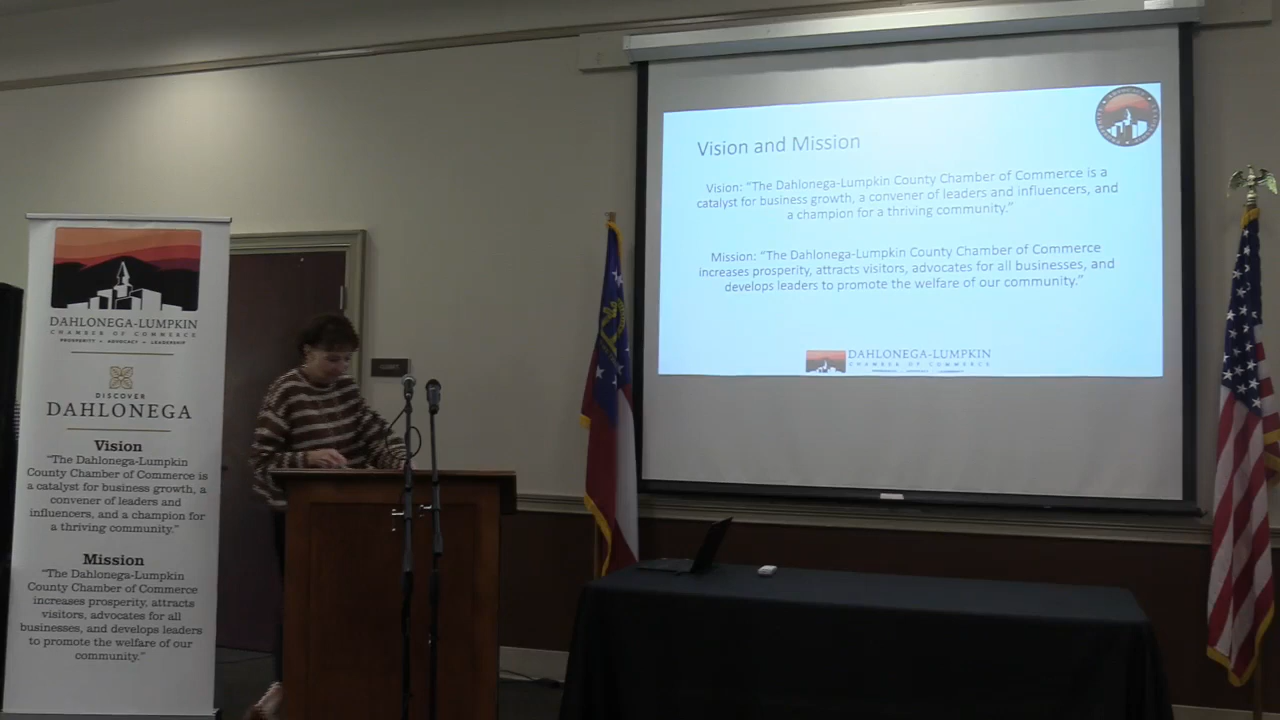 DAHLONEGA-LUMPKIN
CHAMBER OF COMMERCE
PROSPERITY • ADVOCACY • LEADERSHIP
DISCOVER
DAHLONEGA
Vision
"The Dahlonega-Lumpkin
County Chamber of Commerce is
a catalyst for business growth, a
convener of leaders and
influencers, and a champion for
a thriving community."
Mission
"The Dahlonega-Lumpkin
County Chamber of Commerce
increases prosperity, attracts
visitors, advocates for all
businesses, and develops leaders
to promote the welfare of our
community."
Vision and Mission
Vision: "The Dahlonega-Lumpkin County Chamber of Commerce is a
catalyst for business growth, a convener of leaders and influencers, and
a champion for a thriving community."
Mission: "The Dahlonega-Lumpkin County Chamber of Commerce
increases prosperity, attracts visitors, advocates for all businesses, and
develops leaders to promote the welfare of our community."
DAHLONEGA-LUMPKIN
CHAMBER OF COMMERCE